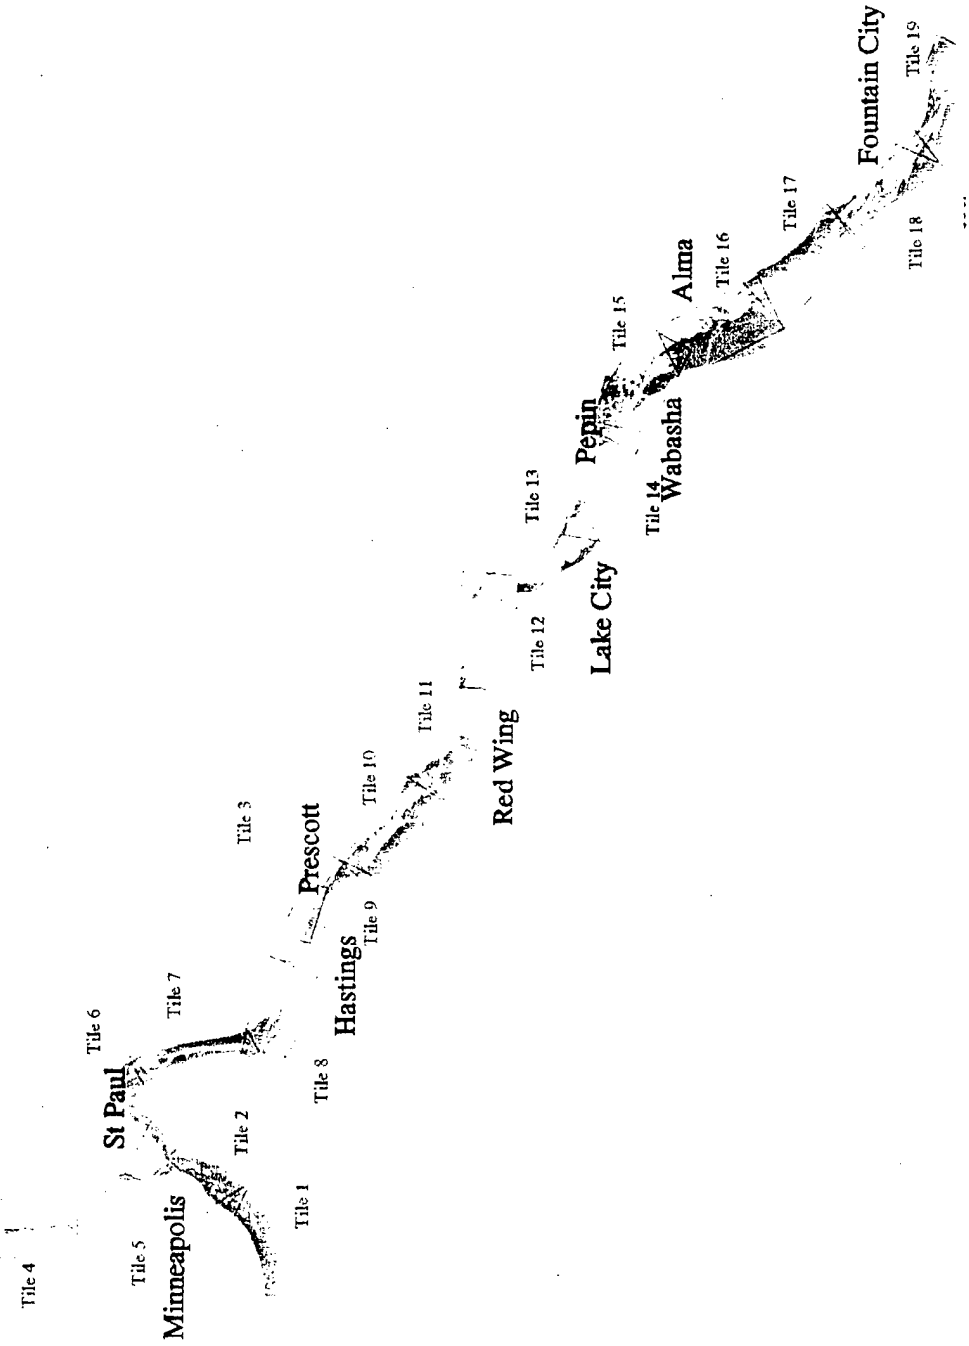 Tile 4
Tile 6
St Paul
Tile 5
Minneapolis
Tile 7
Tile 2
Tile 3
Tile 1
Prescott
Tile 8
Hastings
Tile 9
Tile 10
Tile 11
Red Wing
Tile 12
Tile 13
Pepin
Lake City
Tile 15
Tile 14
Wabasha
Alma
Tile 16
Tile 17
Fountain City
Tile 18
Tile 19